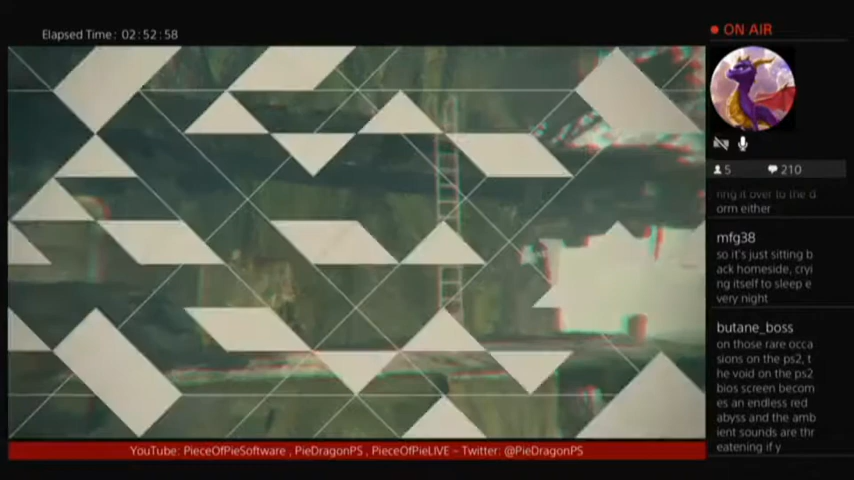 Elapsed Time: 02:52:58
ON AIR
5
210
ring it over to the d
orm either
mfg38
so it's just sitting b
ack homeside, cryi
ng itself to sleep e
very night
butane_boss
on those rare occa
sions on the ps2, t
he void on the ps2
bios screen becom
es an endless red
abyss and the amb
ient sounds are thr
eatening if y
YouTube: PieceOfPieSoftware , PieDragonPS , PieceOfPieLIVE - Twitter: @PieDragonPS